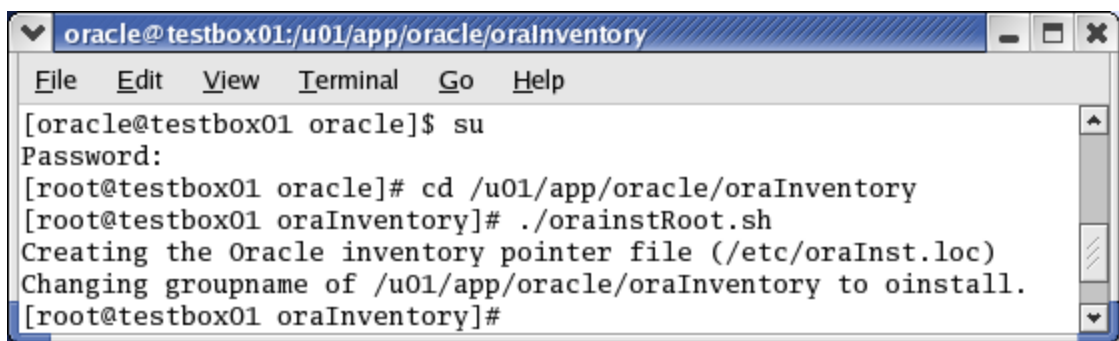 oracle@testbox01:/u01/app/oracle/oraInventory
File Edit View Terminal Go Help
[oracle@testbox01 oracle]$ su
Password:
[root@testbox01 oracle]# cd /u01/app/oracle/oraInventory
[root@testbox01 oraInventory]# ./orainstRoot.sh
Creating the Oracle inventory pointer file (/etc/oraInst.loc)
Changing groupname of /u01/app/oracle/oraInventory to oinstall.
[root@testbox01 oraInventory]#